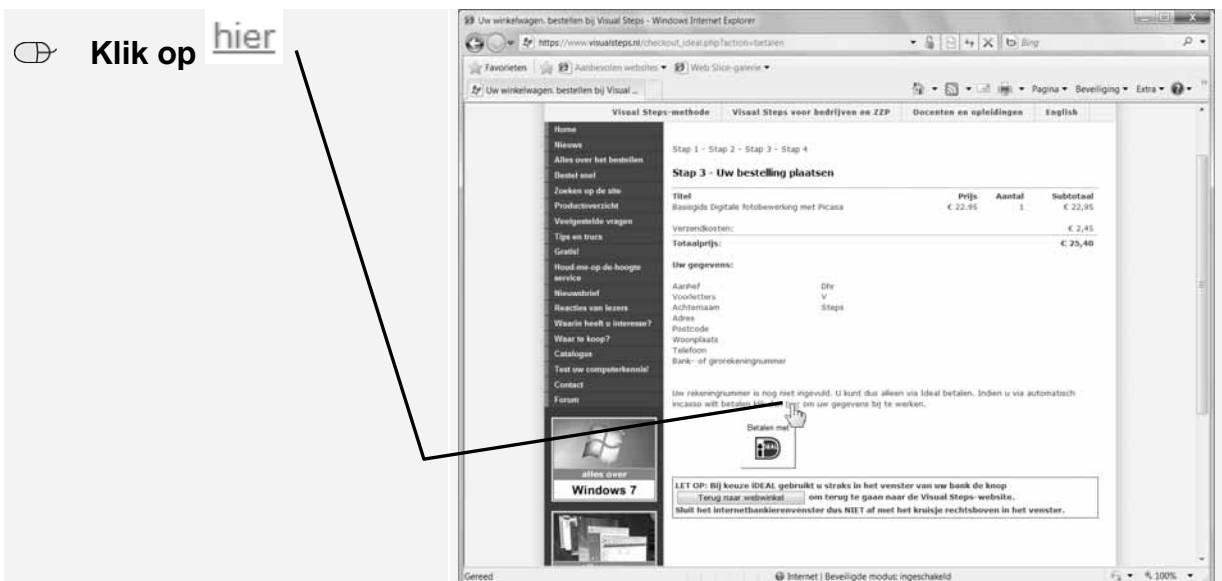 Klik op hier
Uw winkelwagen. bestellen bij Visual Steps - Windows Internet Explorer
https://www.visualsteps.nl/checkout_ideal.php?action=betalen
Bing
Favorieten Aanbevolen websites Web Slice-galerie
Uw winkelwagen. bestellen bij Visual ... Pagina Beveiliging Extra
Visual Steps-methode Visual Steps voor bedrijven en ZZP Docenten en opleidingen English
Home
Nieuws
Alles over het bestellen
Bestel snel
Zoeken op de site
Productoverzicht
Veelgestelde vragen
Tips en trucs
Gratis!
Houd-me-op-de-hoogte
service
Nieuwsbrief
Reacties van lezers
Waarin heeft u interesse?
Waar te koop?
Catalogus
Test uw computerkennis!
Contact
Forum
alles over
Windows 7
Stap 1 - Stap 2 - Stap 3 - Stap 4
Stap 3 - Uw bestelling plaatsen
Titel Prijs Aantal Subtotaal
Basisgids Digitale fotobewerking met Picasa € 22,95 1 € 22,95
Verzendkosten: € 2,45
Totaalprijs: € 25,40
Uw gegevens:
Aanhef Dhr
Voorletters V
Achternaam Steps
Adres
Postcode
Woonplaats
Telefoon
Bank- of girorekeningnummer
Uw rekeningnummer is nog niet ingevuld. U kunt dus alleen via Ideal betalen. Indien u via automatisch
incasso wilt betalen klik dan hier om uw gegevens bij te werken.
Betalen met
iDEAL
LET OP: Bij keuze iDEAL gebruikt u straks in het venster van uw bank de knop
Terug naar webwinkel om terug te gaan naar de Visual Steps-website.
Sluit het internetbankierenvenster dus NIET af met het kruisje rechtsboven in het venster.
Gereed Internet | Beveiligde modus: ingeschakeld 100%